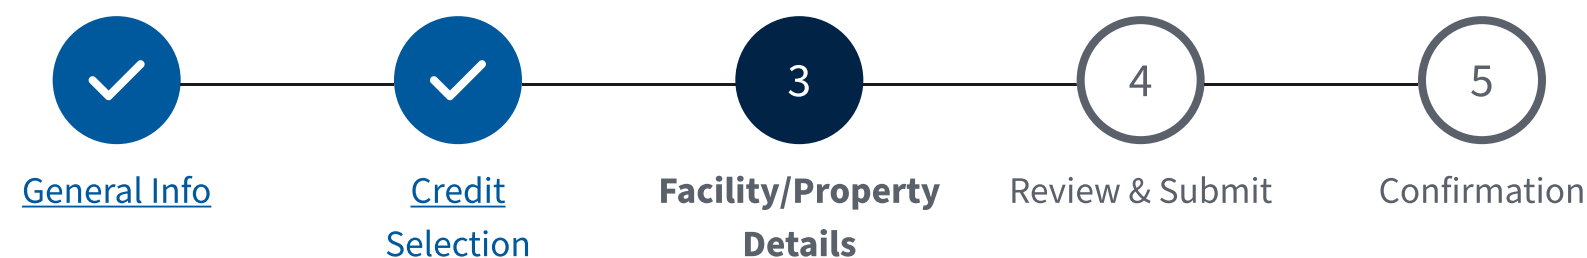 3
4
5
General Info
Credit
Selection
Facility/Property
Details
Review & Submit
Confirmation